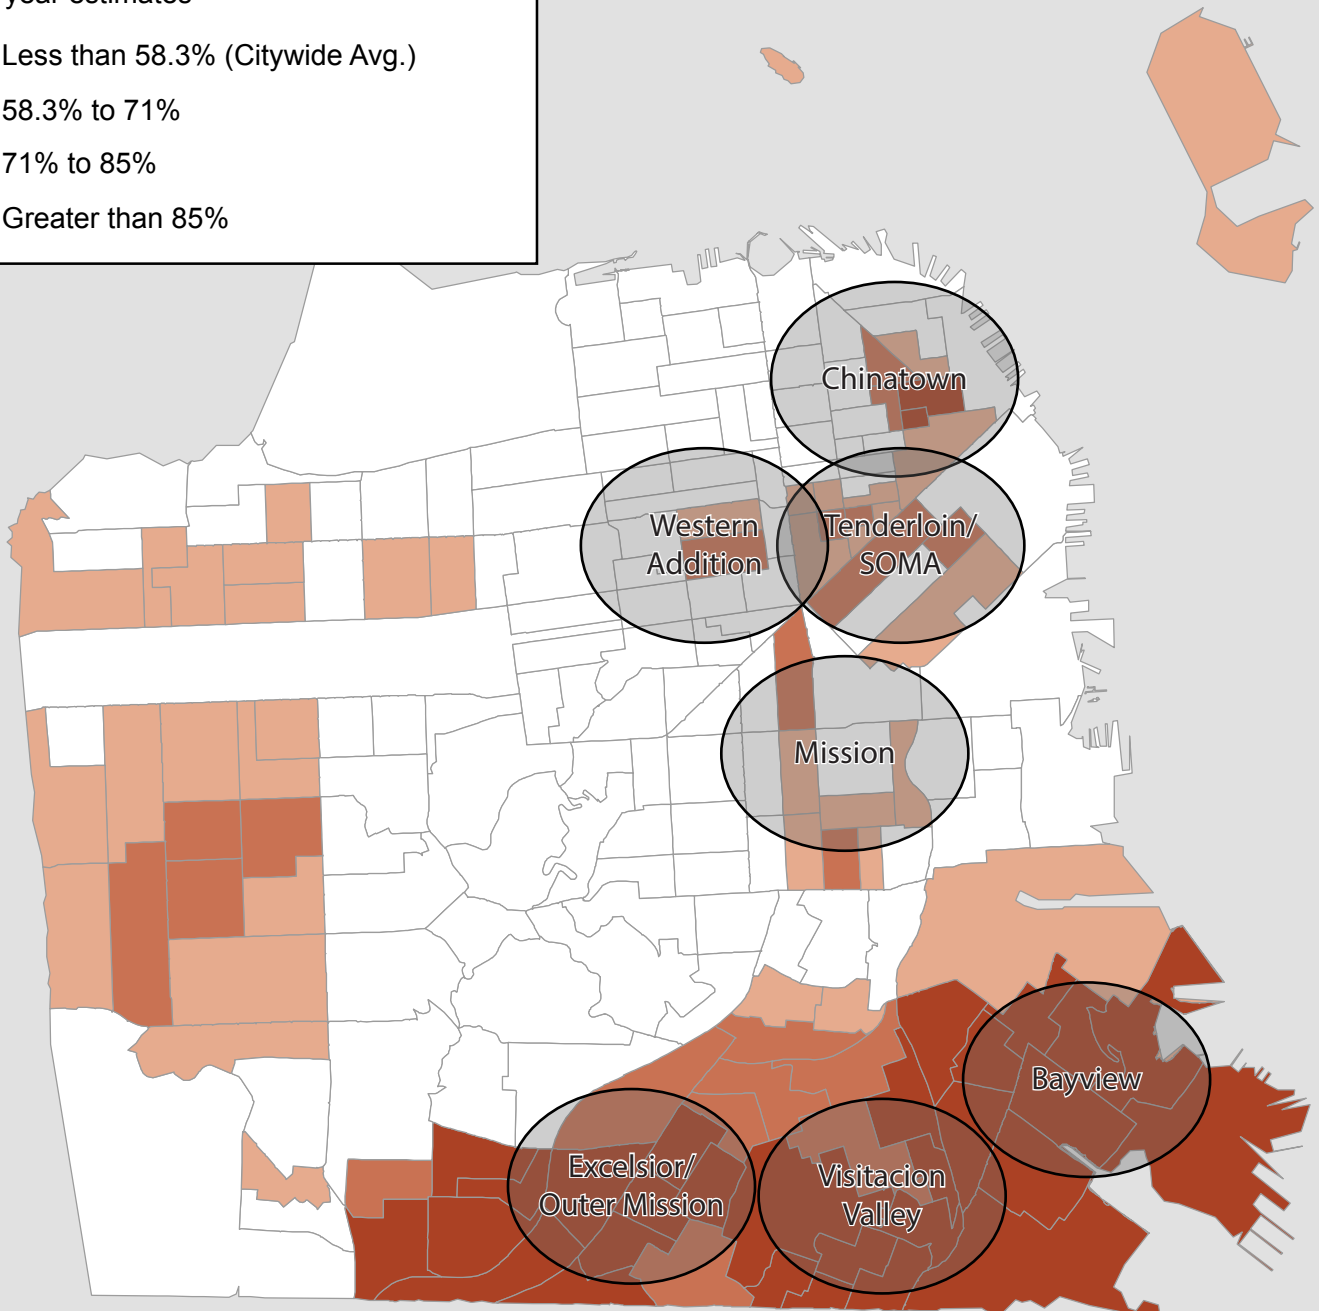 year estimates
Less than 58.3% (Citywide Avg.)
58.3% to 71%
71% to 85%
Greater than 85%
Chinatown
Western
Addition
Tenderloin/
SOMA
Mission
Bayview
Excelsior/
Outer Mission
Visitacion
Valley